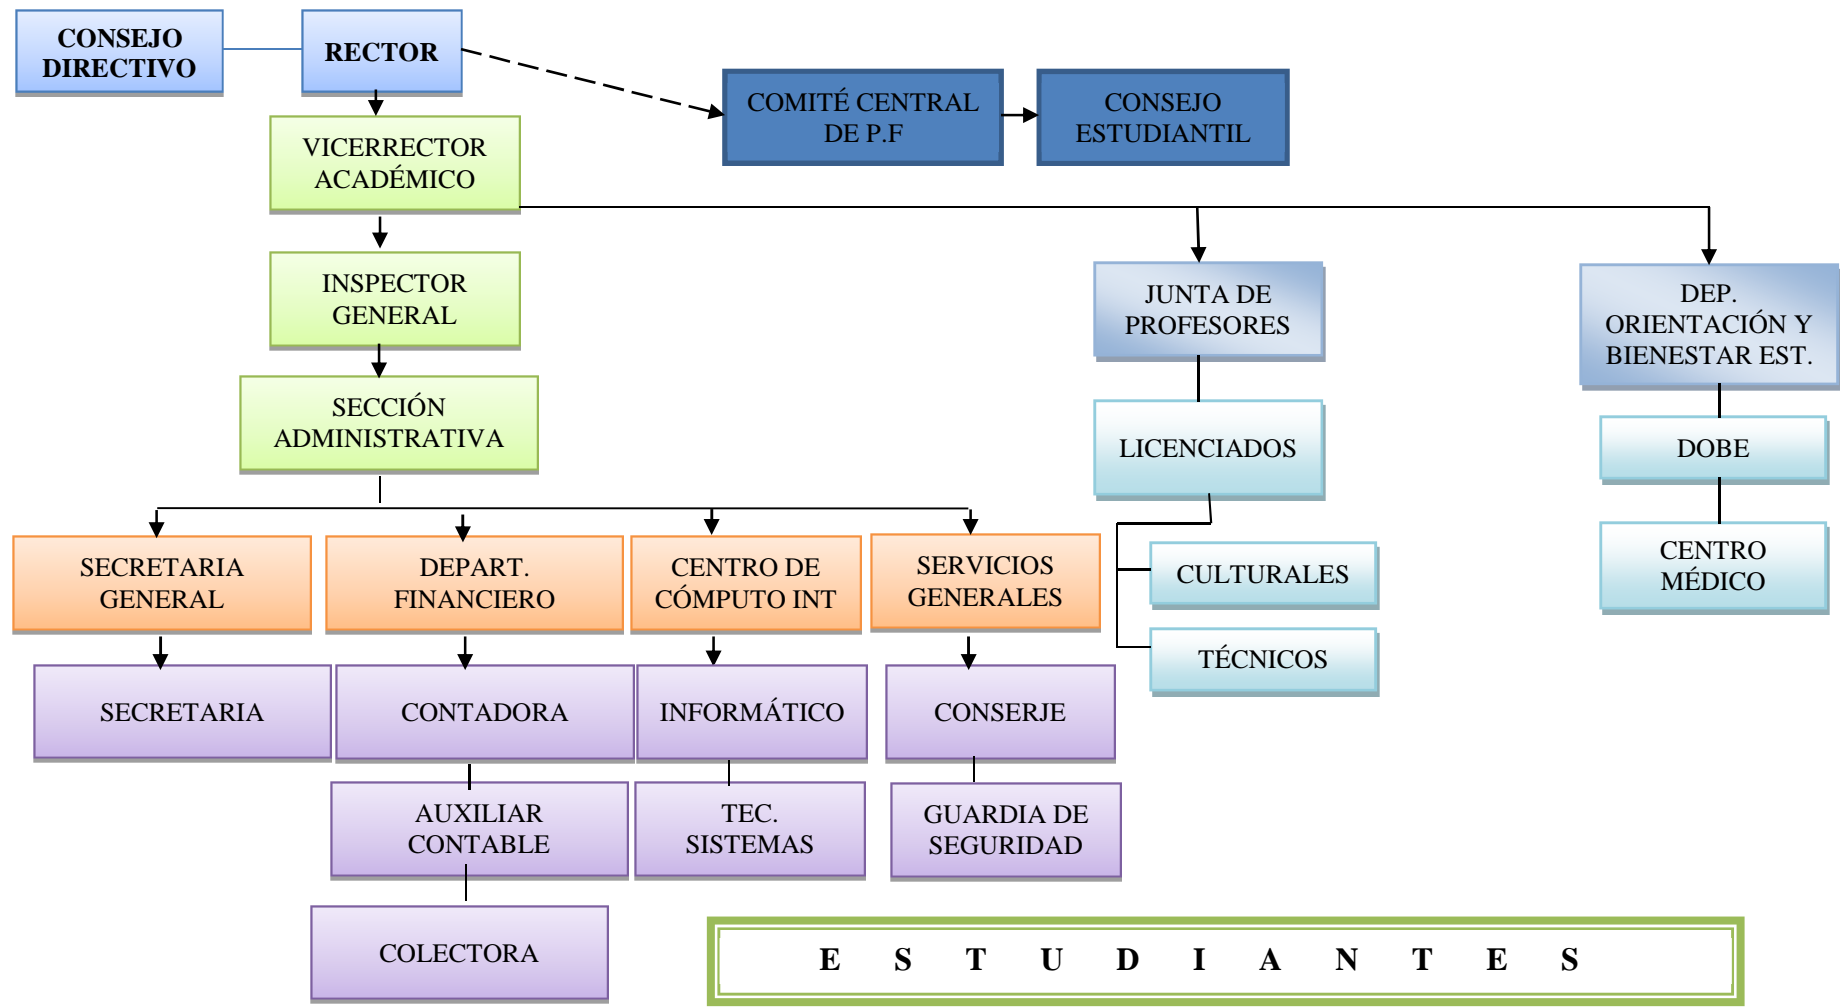 CONSEJO
DIRECTIVO
RECTOR
COMITÉ CENTRAL
DE P.F
CONSEJO
ESTUDIANTIL
VICERRECTOR
ACADÉMICO
INSPECTOR
GENERAL
JUNTA DE
PROFESORES
DEP.
ORIENTACIÓN Y
BIENESTAR EST.
SECCIÓN
ADMINISTRATIVA
LICENCIADOS
DOBE
SECRETARIA
GENERAL
DEPART.
FINANCIERO
CENTRO DE
CÓMPUTO INT
SERVICIOS
GENERALES
CULTURALES
CENTRO
MÉDICO
TÉCNICOS
SECRETARIA
CONTADORA
INFORMÁTICO
CONSERJE
AUXILIAR
CONTABLE
TEC.
SISTEMAS
GUARDIA DE
SEGURIDAD
COLECTORA
E S T U D I A N T E S